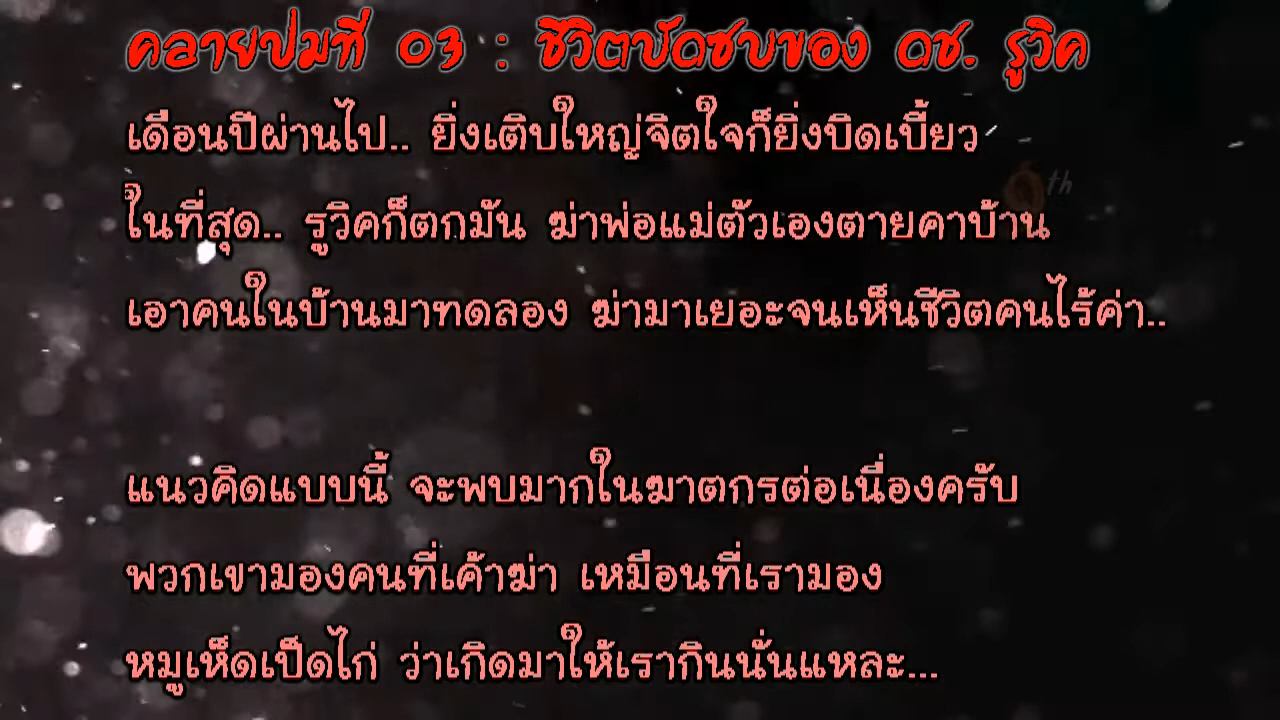 คลายปมที่ 03 : ชีวิตบัดซบของ ดช. รูวิค
เดือนปีผ่านไป.. ยิ่งเติบใหญ่จิตใจก็ยิ่งบิดเบี้ยว
th
ในที่สุด.. รูวิคก็ตกมัน ฆ่าพ่อแม่ตัวเองตายคาบ้าน
เอาคนในบ้านมาทดลอง ฆ่ามาเยอะจนเห็นชีวิตคนไร้ค่า..
แนวคิดแบบนี้ จะพบมากในฆาตกรต่อเนื่องครับ
พวกเขามองคนที่เค้าฆ่า เหมือนที่เรามอง
หมูเห็ดเป็ดไก่ ว่าเกิดมาให้เรากินนั่นแหละ...